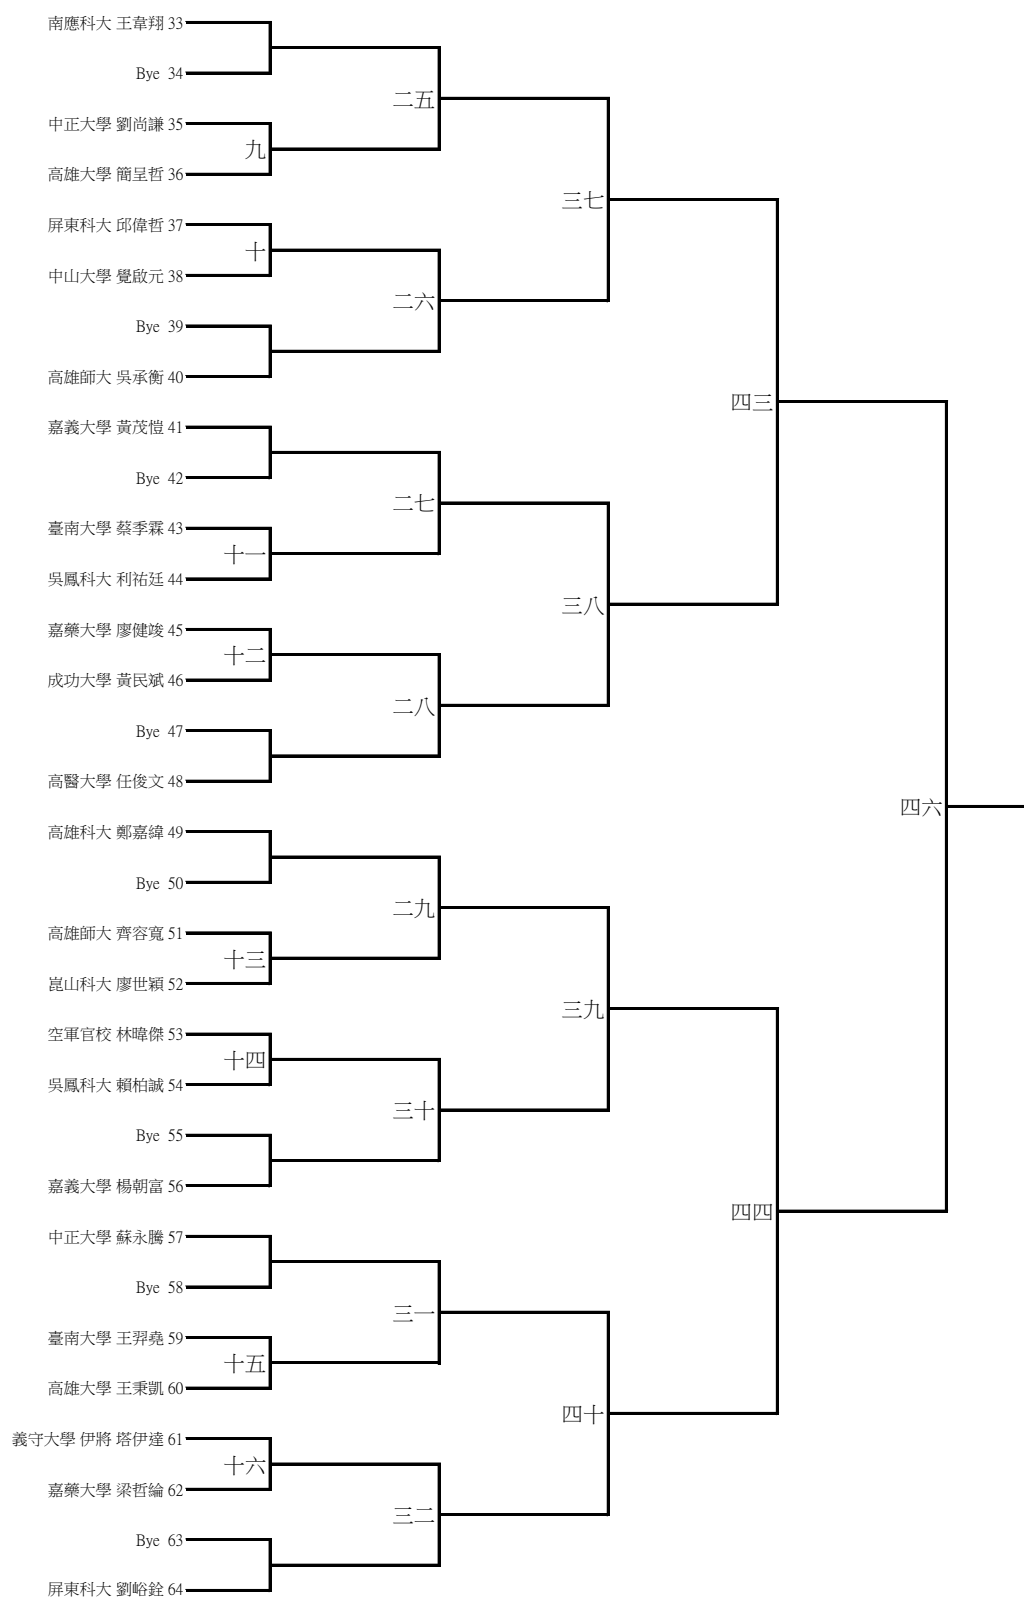 南應科大 王韋翔 33
Bye 34
二五
中正大學 劉尚謙 35
九
高雄大學 簡呈哲 36
三七
屏東科大 邱偉哲 37
十
中山大學 覺啟元 38
二六
Bye 39
高雄師大 吳承衡 40
四三
嘉義大學 黃茂愷 41
Bye 42
二七
臺南大學 蔡季霖 43
十一
吳鳳科大 利祐廷 44
三八
嘉藥大學 廖健竣 45
十二
成功大學 黃民斌 46
二八
Bye 47
高醫大學 任俊文 48
四六
高雄科大 鄭嘉緯 49
Bye 50
二九
高雄師大 齊容寬 51
十三
崑山科大 廖世穎 52
三九
空軍官校 林暐傑 53
十四
吳鳳科大 賴柏誠 54
三十
Bye 55
嘉義大學 楊朝富 56
四四
中正大學 蘇永騰 57
Bye 58
三一
臺南大學 王羿堯 59
十五
高雄大學 王秉凱 60
四十
義守大學 伊將 塔伊達 61
十六
嘉藥大學 梁哲綸 62
三二
Bye 63
屏東科大 劉峪銓 64